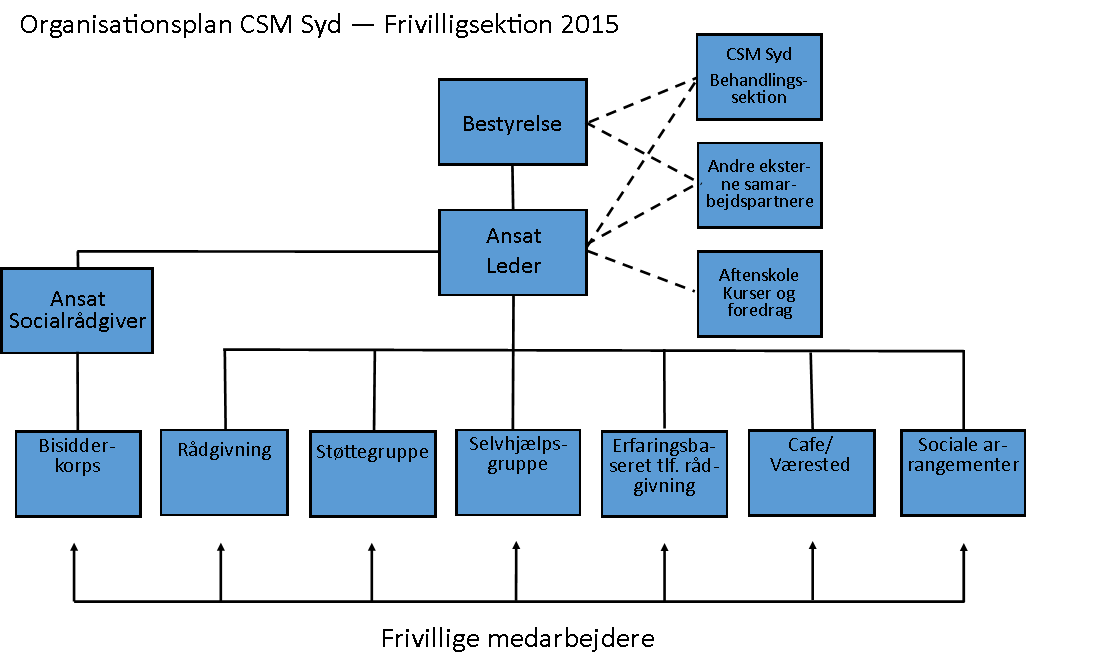 Organisationsplan CSM Syd — Frivilligsektion 2015
CSM Syd
Behandlings-
sektion
Bestyrelse
Andre ekster-
ne samar-
bejdspartnere
Ansat
Leder
Aftenskole
Kurser og
foredrag
Ansat
Socialrådgiver
Bisidder-
korps
Rådgivning
Støttegruppe
Selvhjælps-
gruppe
Erfaringsba-
seret tlf. råd-
givning
Cafe/
Værested
Sociale ar-
rangementer
Frivillige medarbejdere